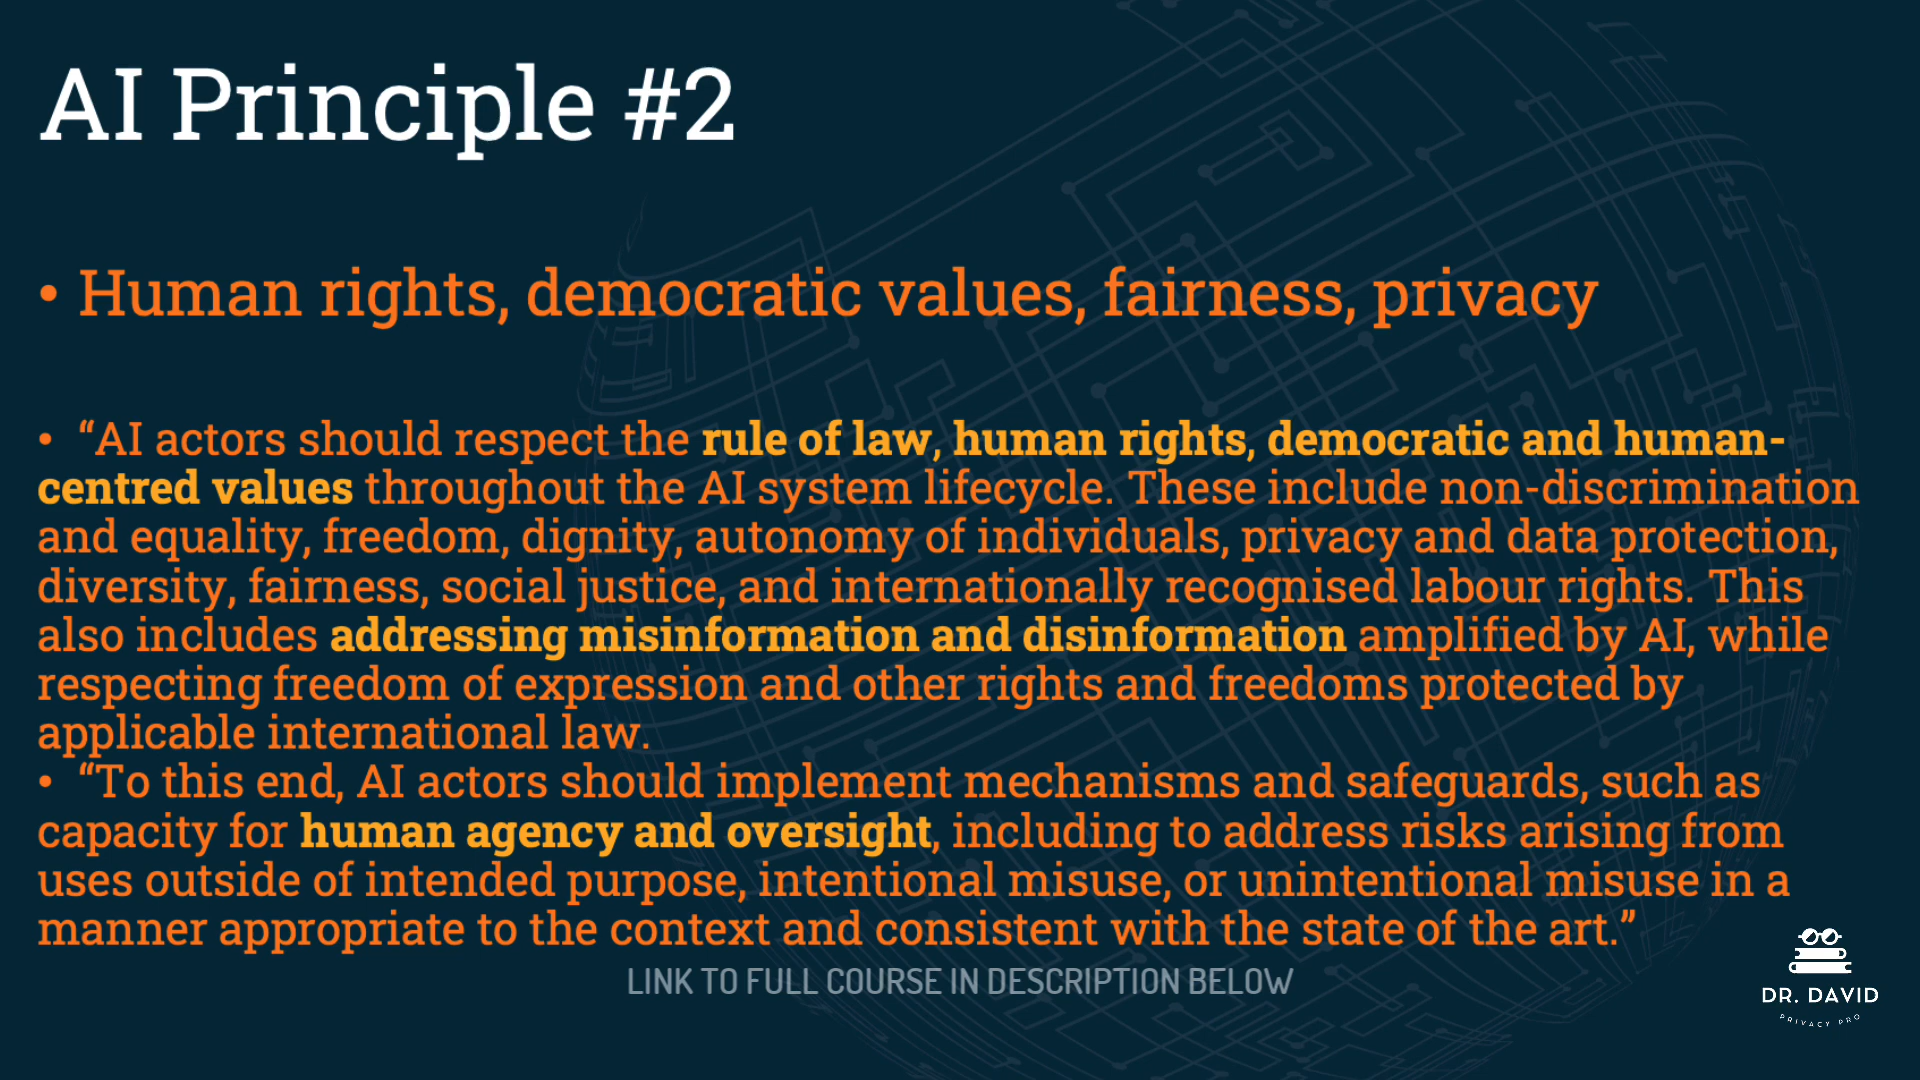 AI Principle #2
• Human rights, democratic values, fairness, privacy
• “AI actors should respect the rule of law, human rights, democratic and human-
centred values throughout the AI system lifecycle. These include non-discrimination
and equality, freedom, dignity, autonomy of individuals, privacy and data protection,
diversity, fairness, social justice, and internationally recognised labour rights. This
also includes addressing misinformation and disinformation amplified by AI, while
respecting freedom of expression and other rights and freedoms protected by
applicable international law.
• “To this end, AI actors should implement mechanisms and safeguards, such as
capacity for human agency and oversight, including to address risks arising from
uses outside of intended purpose, intentional misuse, or unintentional misuse in a
manner appropriate to the context and consistent with the state of the art.”
LINK TO FULL COURSE IN DESCRIPTION BELOW
DR. DAVID
PRIVACY PRO